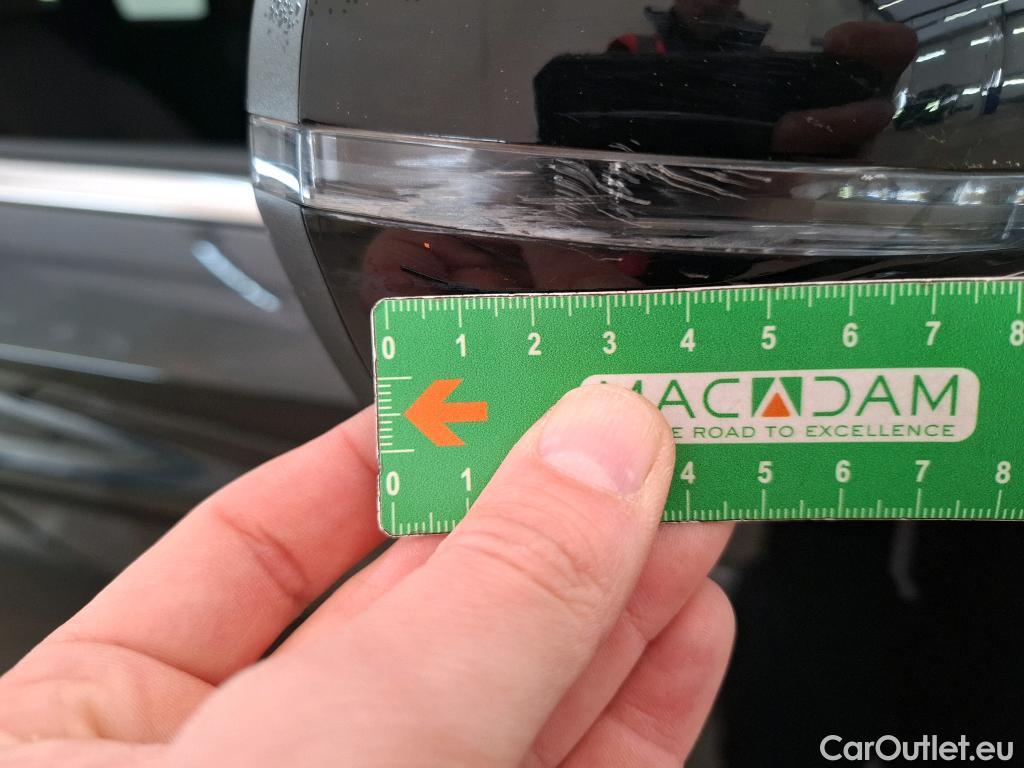 0 1 2 3 4 5 6 7 8
MACADAM
E ROAD TO EXCELLENCE
0 1 4 5 6 7 8
CarOutlet.eu